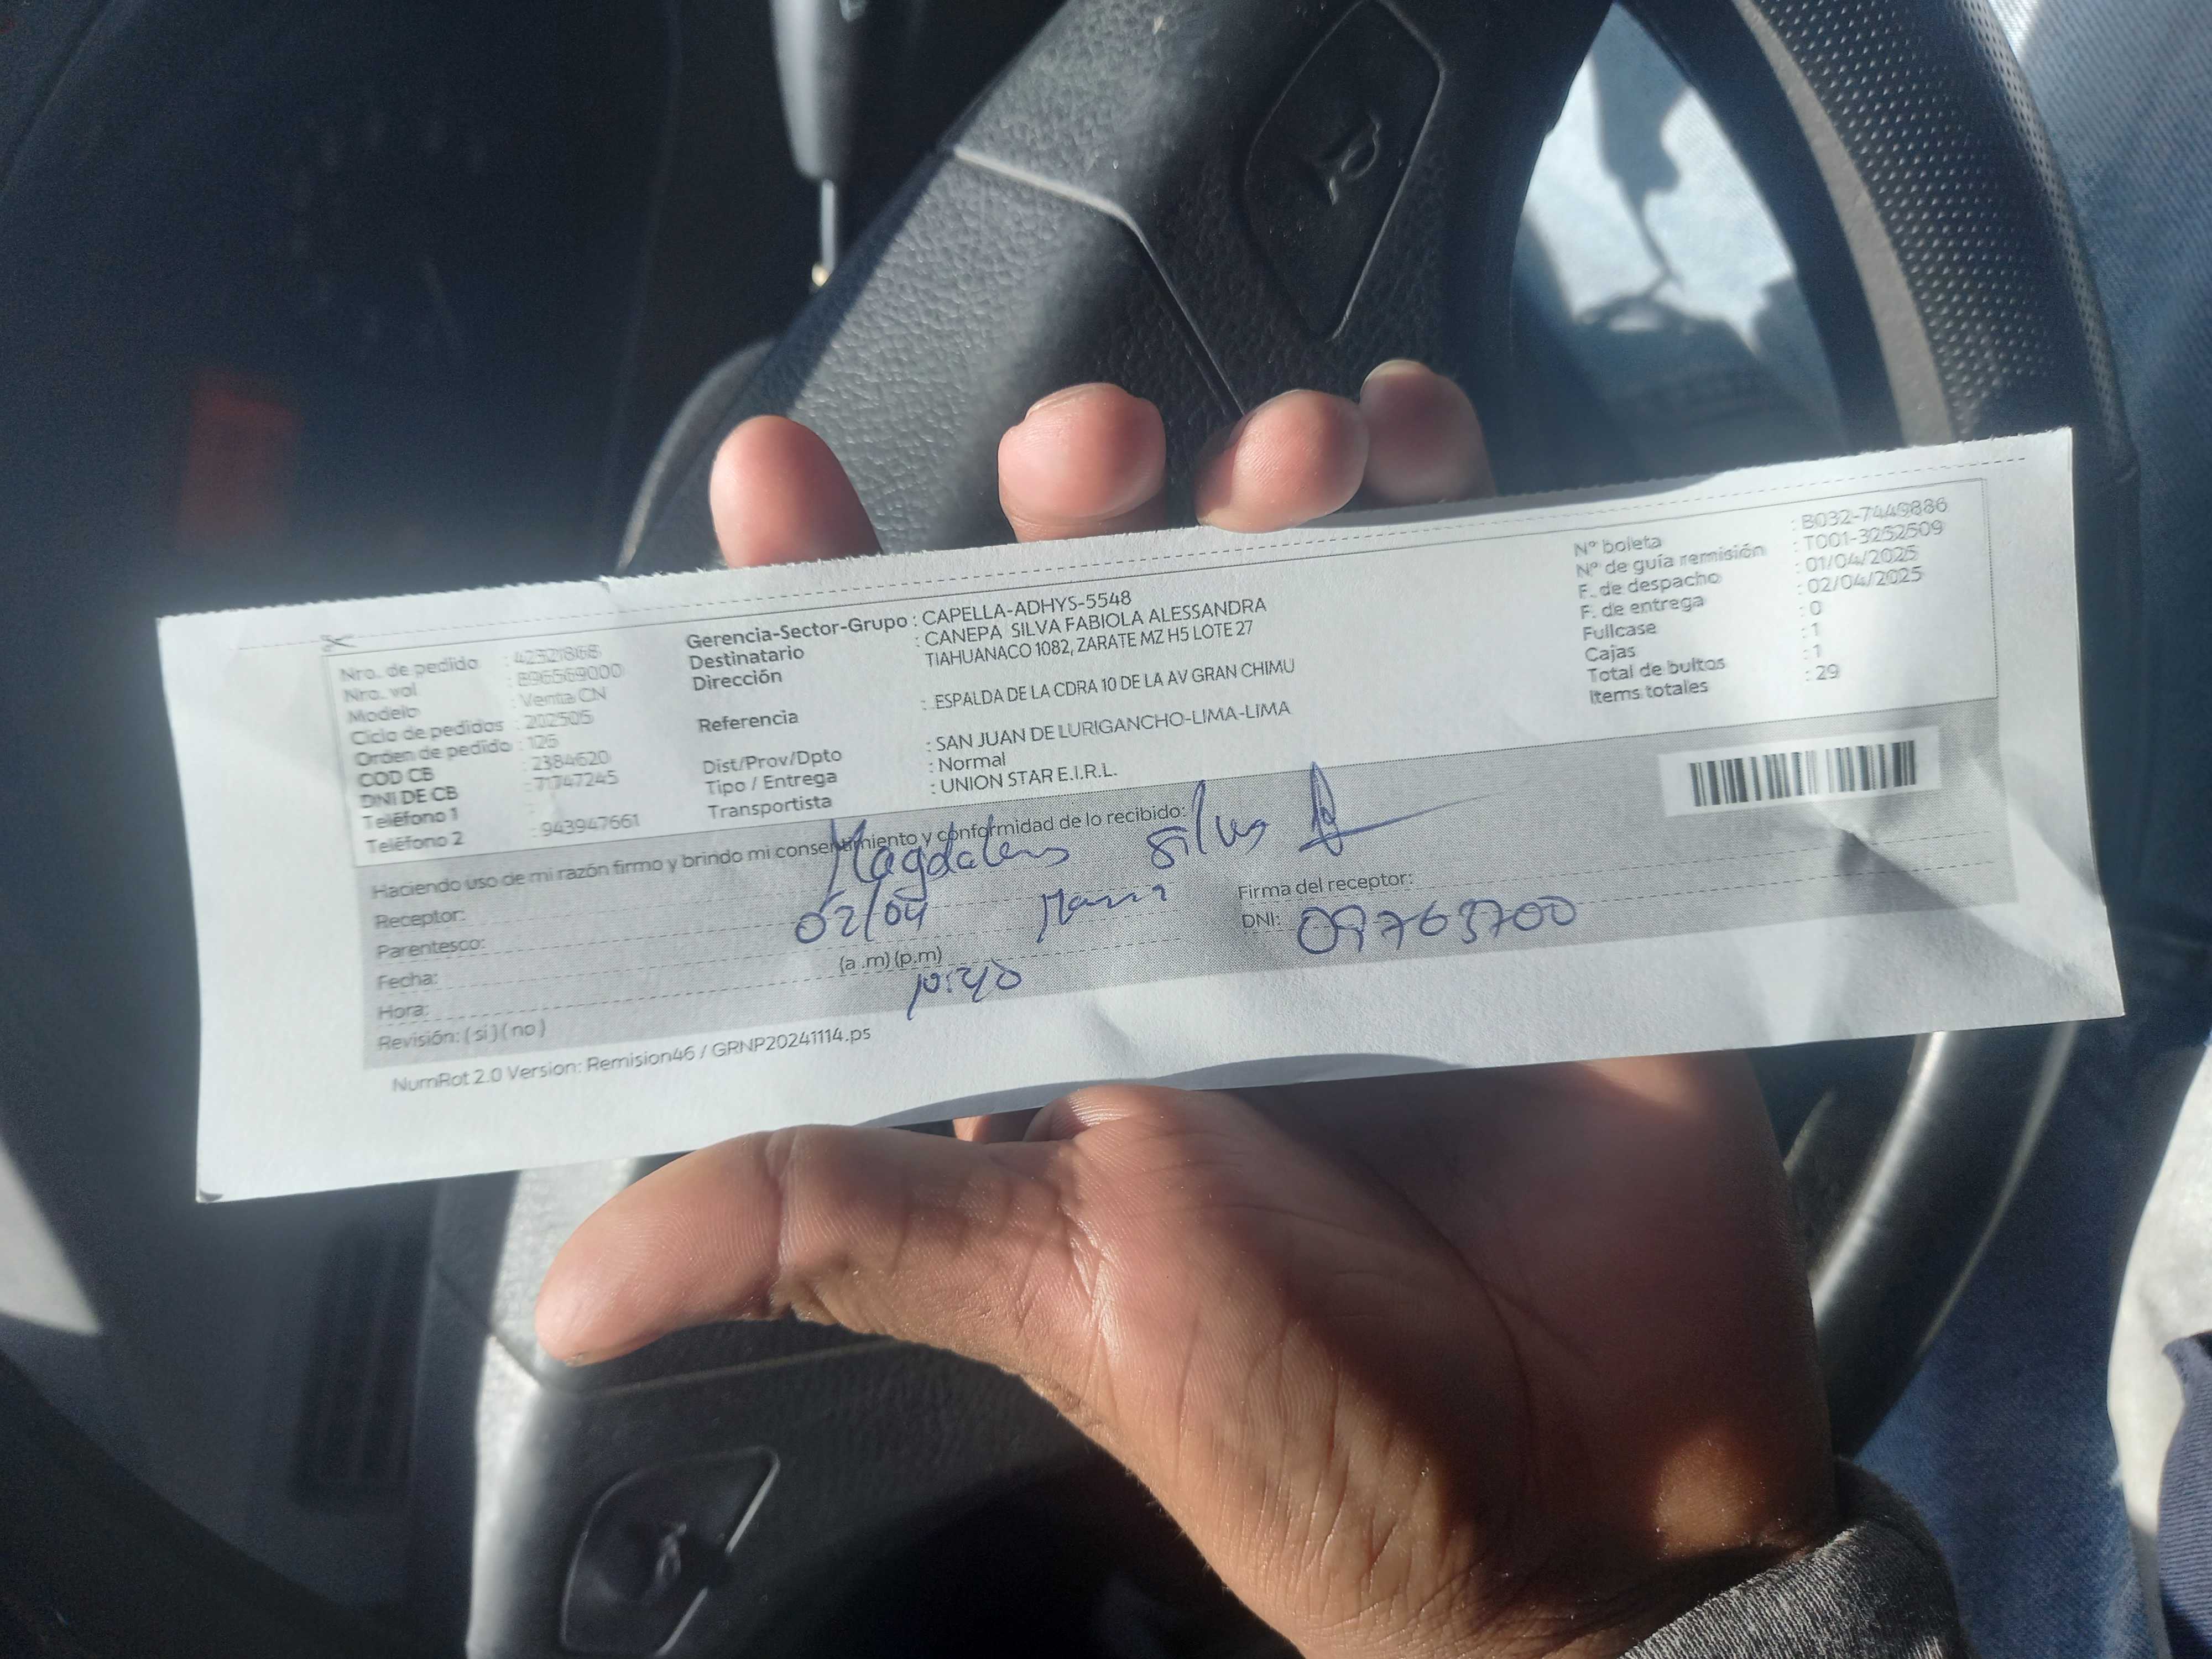 Nro. de pedido : 42321868
Nro. vol : 896569000
Modelo : Venta CN
Ciclo de pedidos : 202505
Orden de pedido : 126
COD CB : 2384620
DNI DE CB : 71747245
Teléfono 1 :
Teléfono 2 : 943947661
Gerencia-Sector-Grupo : CAPELLA-ADHYS-5548
Destinatario : CANEPA SILVA FABIOLA ALESSANDRA
Dirección TIAHUANACO 1082, ZARATE MZ H5 LOTE 27
Referencia : .ESPALDA DE LA CDRA 10 DE LA AV GRAN CHIMU
Dist/Prov/Dpto : SAN JUAN DE LURIGANCHO-LIMA-LIMA
Tipo / Entrega : Normal
Transportista : UNION STAR E.I.R.L.
Nº boleta : B032-7449886
Nº de guía remisión : T001-3252509
F. de despacho : 01/04/2025
F. de entrega : 02/04/2025
Fullcase : 0
Cajas : 1
Total de bultos : 1
Items totales : 29
Haciendo uso de mi razón firmo y brindo mi consentimiento y conformidad de lo recibido:
Receptor: Magdalena Silva
Parentesco: Mamá
Firma del receptor:
Fecha: 02/04
DNI: 09763700
Hora: (a .m) (p.m) 10:40
Revisión: ( si ) ( no )
NumRot 2.0 Version: Remision46 / GRNP20241114.ps